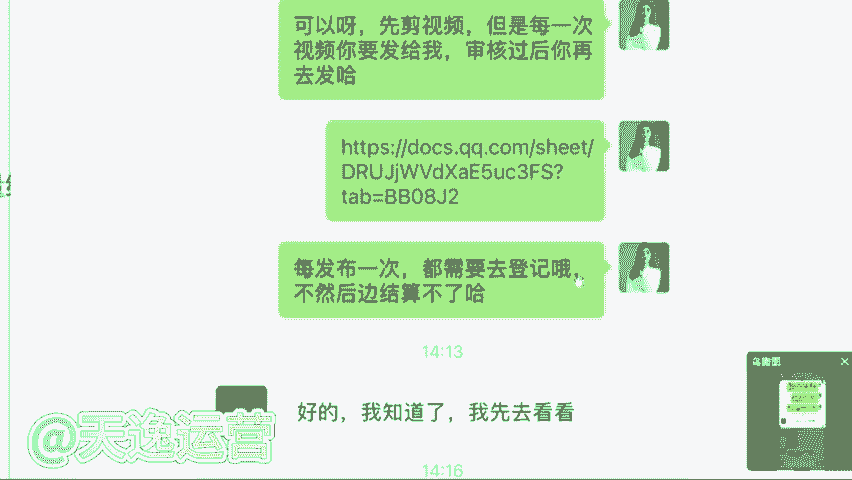 可以呀，先剪视频，但是每一次
视频你要发给我，审核过后你再
去发哈
https://docs.qq.com/sheet/
DRUJjWVdXaE5uc3FS?
tab=BB08J2
每发布一次，都需要去登记哦，
不然后边结算不了哈
14:13
好的，我知道了，我先去看看
@天逸运营
14:16